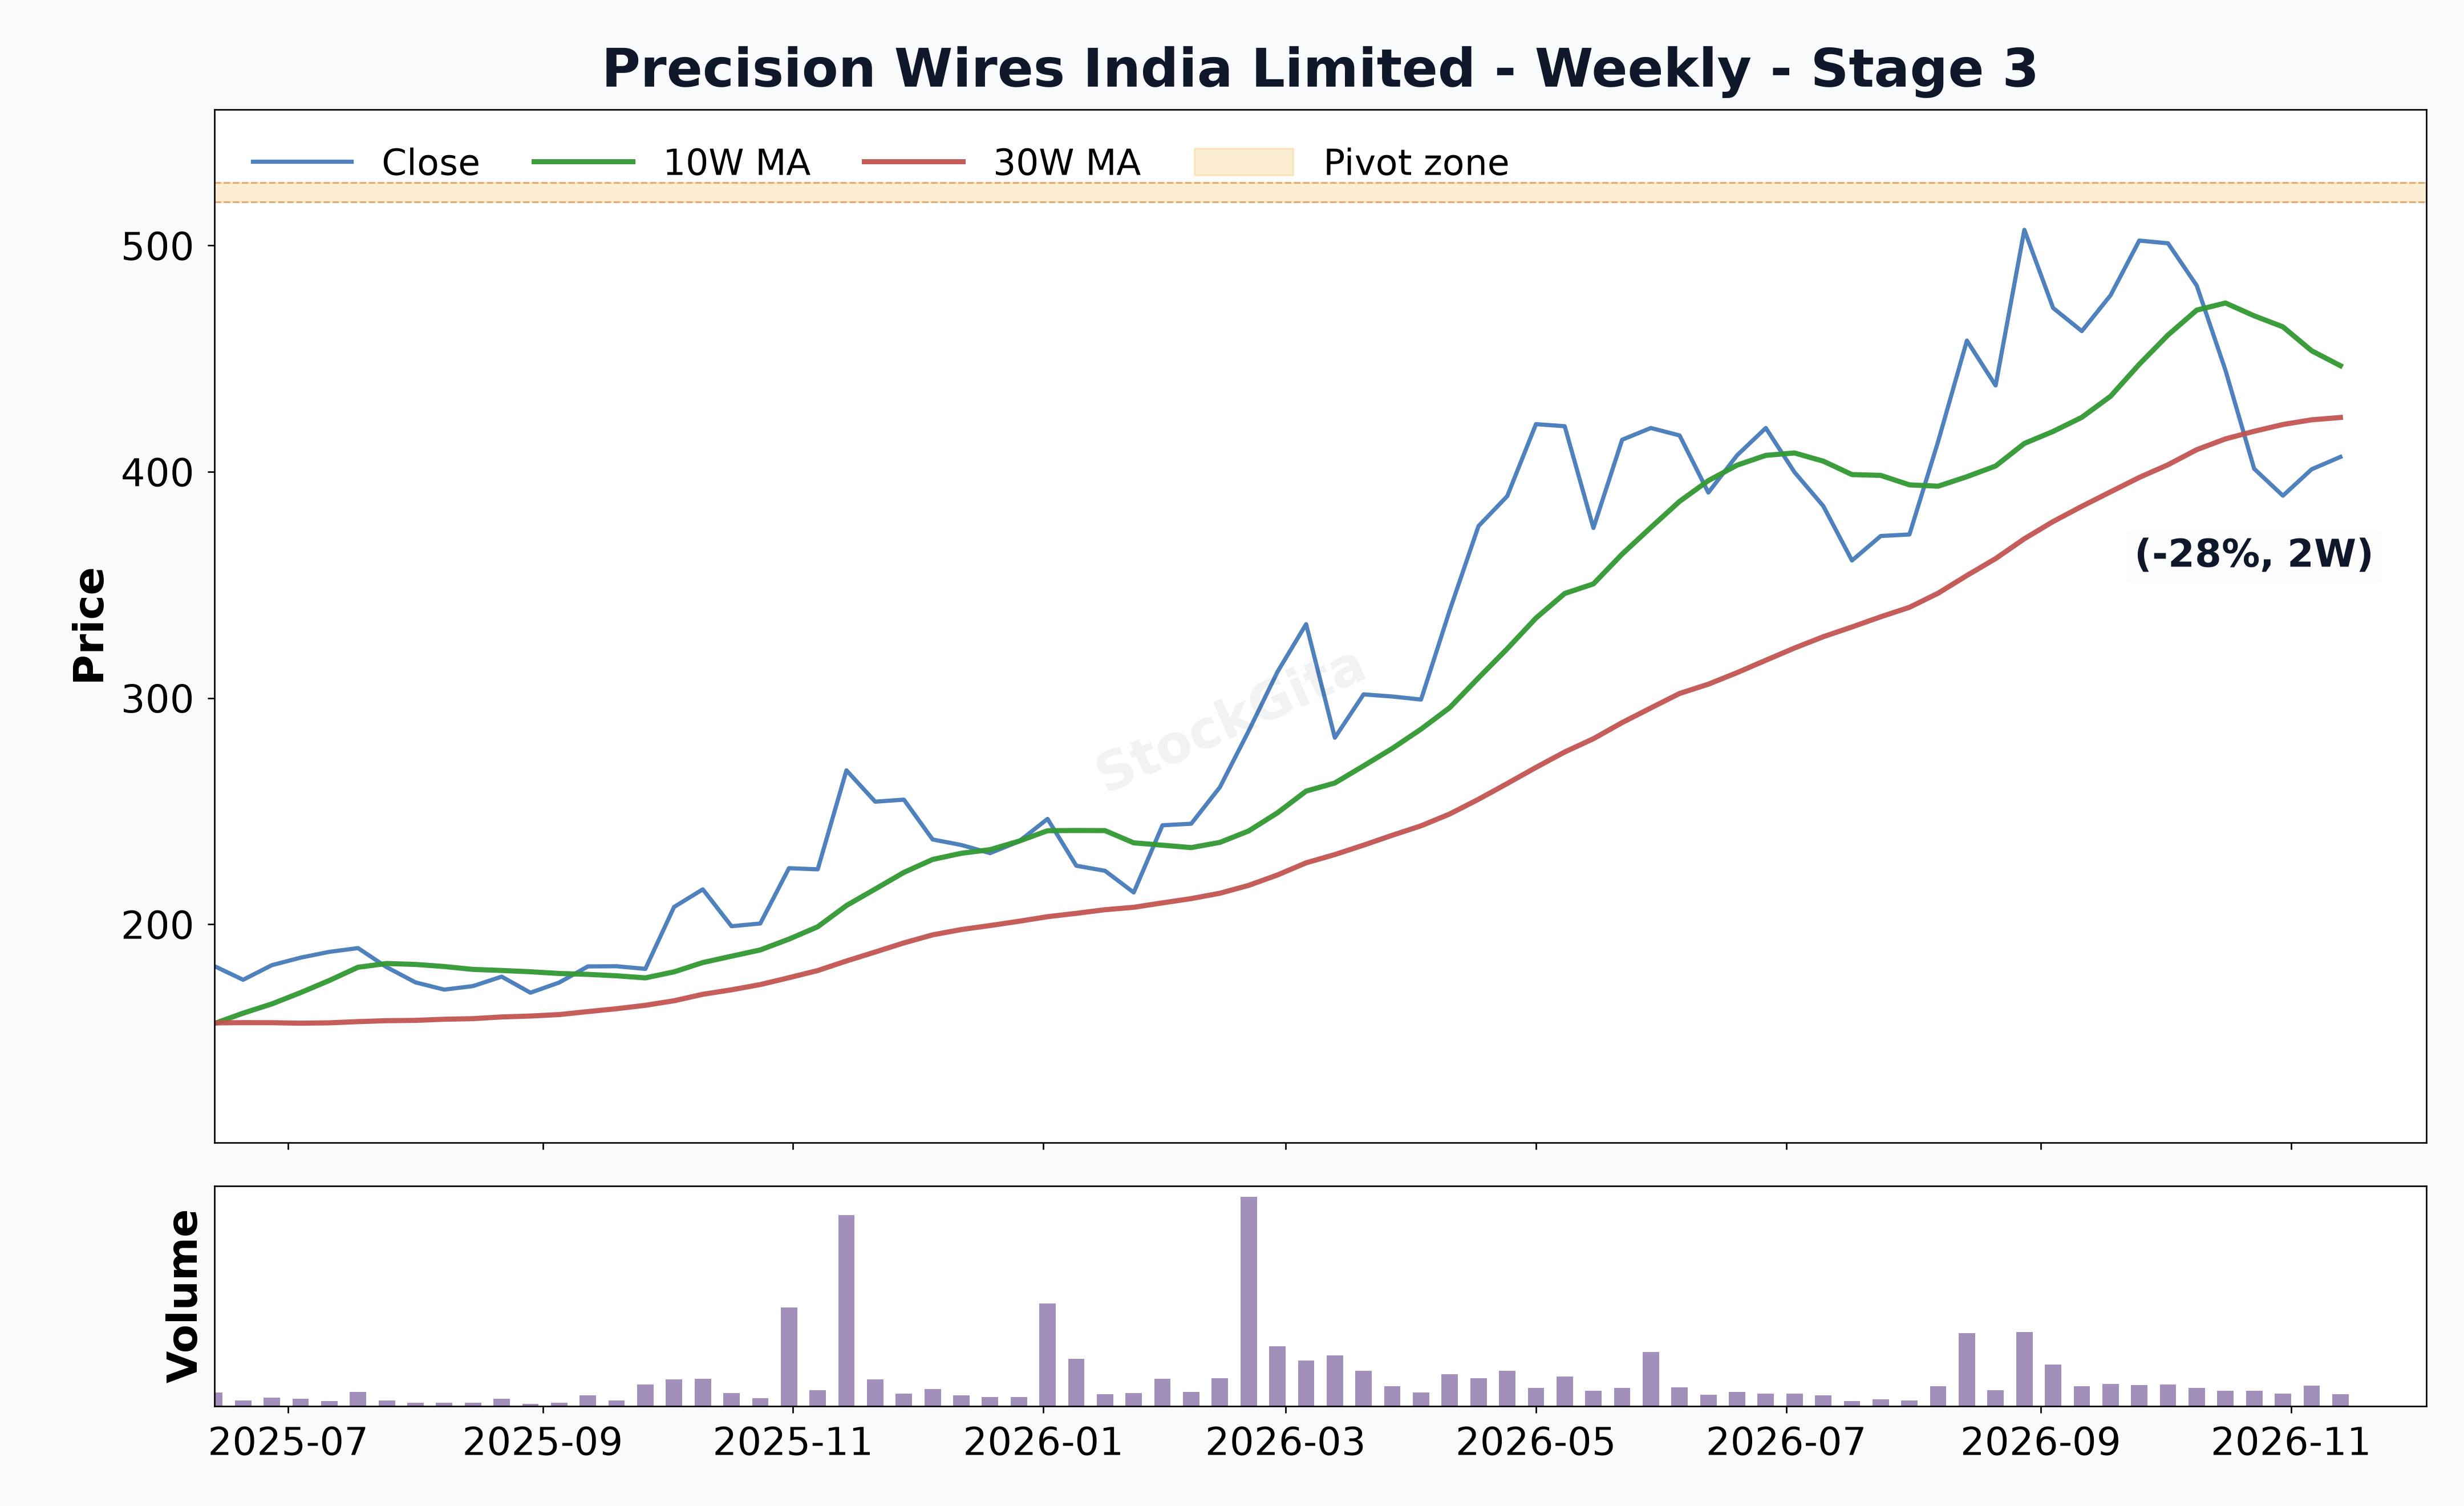 Precision Wires India Limited - Weekly - Stage 3
Close 10W MA 30W MA Pivot zone
500
400
300
200
Price
(-28%, 2W)
StockGita
Volume
2025-07 2025-09 2025-11 2026-01 2026-03 2026-05 2026-07 2026-09 2026-11